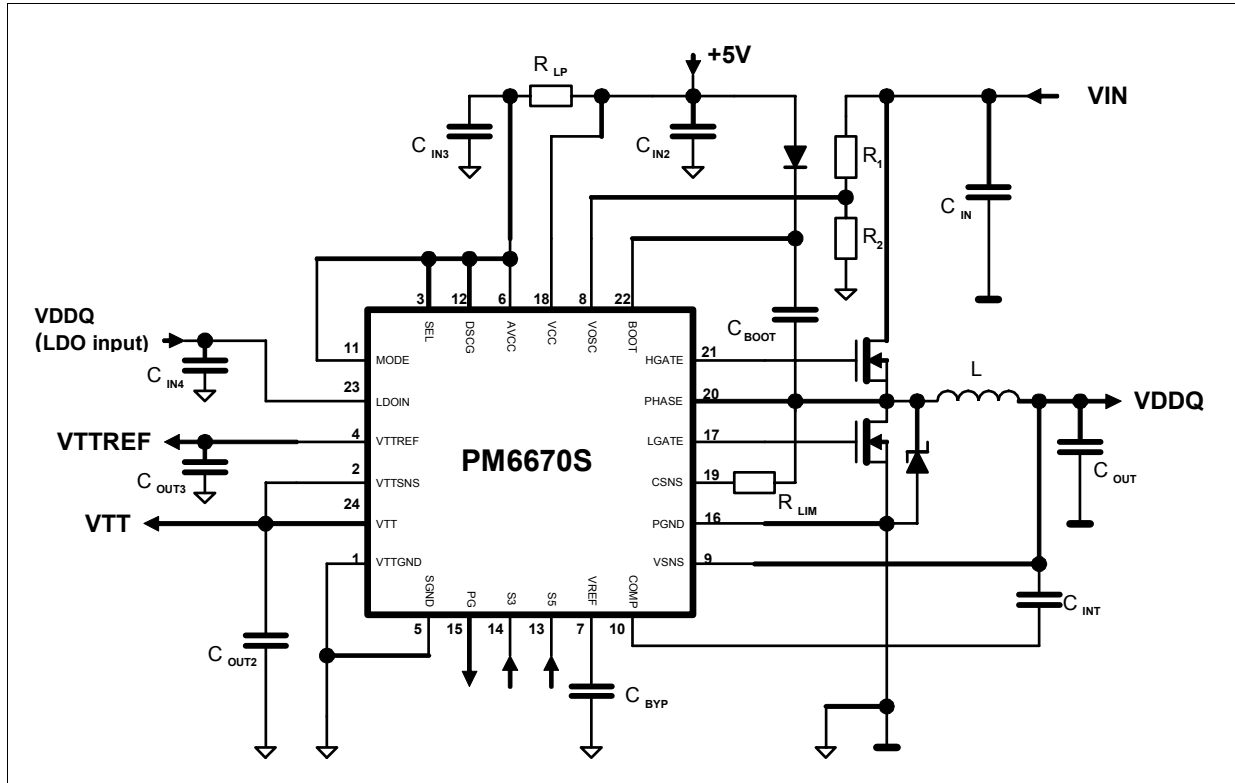 +5V
R LP
VIN
C IN3
C IN2
R1
C IN
R2
3 12 6 18 8 22
SEL DSCG AVCC VCC VOSC BOOT
C BOOT
VDDQ
(LDO input)
C IN4
11 MODE
23 LDOIN
VTTREF
4 VTTREF
C OUT3
2 VTTSNS
VTT
24 VTT
1 VTTGND
C OUT2
PM6670S
HGATE 21
PHASE 20
LGATE 17
CSNS 19
R LIM
PGND 16
VSNS 9
L
VDDQ
C OUT
C INT
SGND PG S3 S5 VREF COMP
5 15 14 13 7 10
C BYP